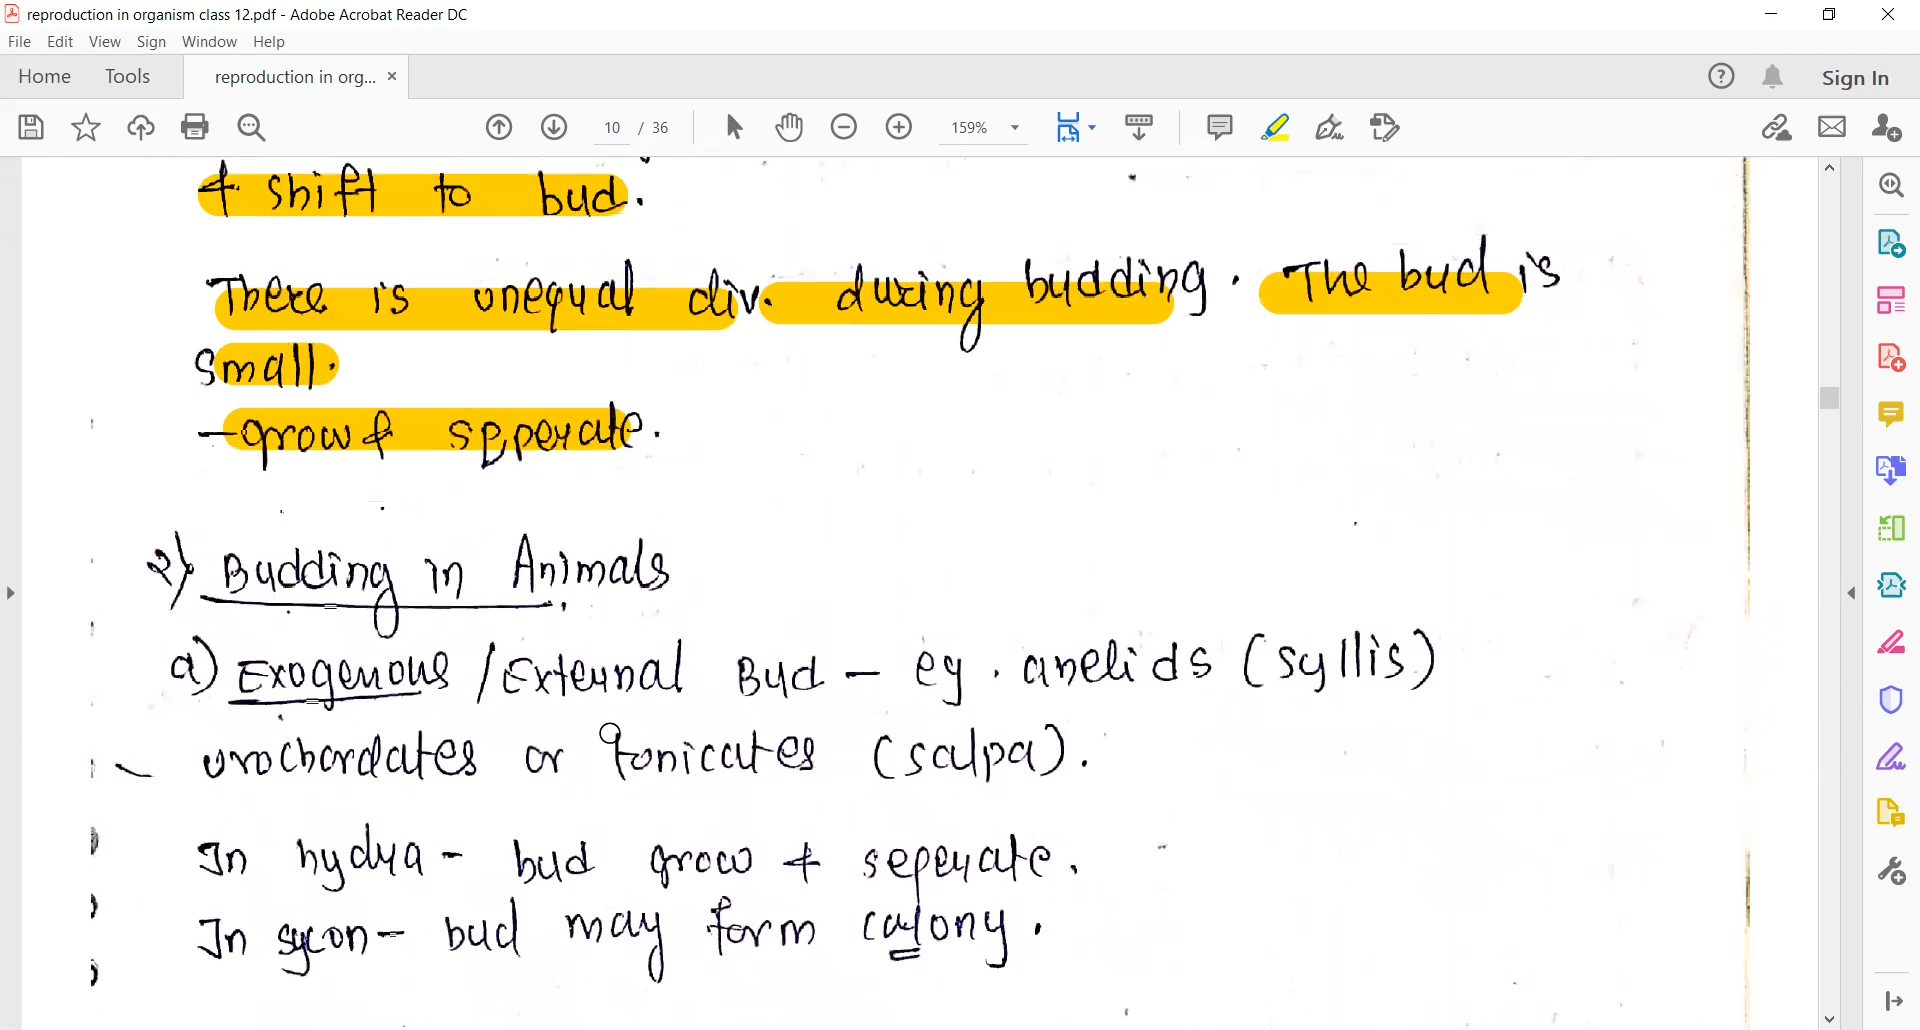 reproduction in organism class 12.pdf - Adobe Acrobat Reader DC
File Edit View Sign Window Help
Home Tools reproduction in org... × Sign In
10 / 36 159%
& shift to bud.
There is unequal div. during budding. The bud is
small.
- grow & seperate.
2) Budding in Animals
a) Exogenous / External Bud - eg. anelids (syllis)
urochordates or Tonicates (salpa).
In hydra - bud grow & seperate.
In sycon - bud may form calony.